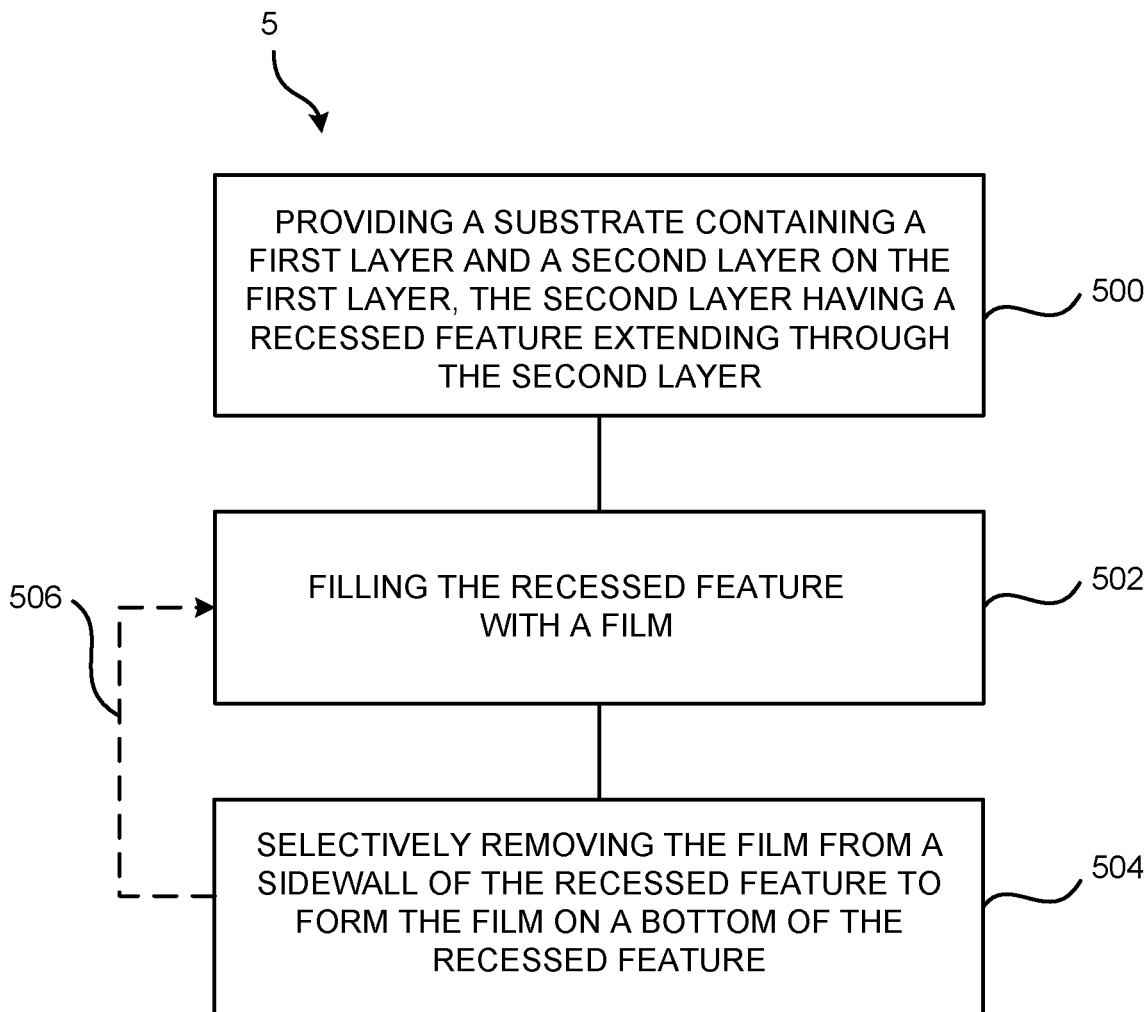 5
PROVIDING A SUBSTRATE CONTAINING A
FIRST LAYER AND A SECOND LAYER ON THE
FIRST LAYER, THE SECOND LAYER HAVING A
RECESSED FEATURE EXTENDING THROUGH
THE SECOND LAYER
500
FILLING THE RECESSED FEATURE
WITH A FILM
502
506
SELECTIVELY REMOVING THE FILM FROM A
SIDEWALL OF THE RECESSED FEATURE TO
FORM THE FILM ON A BOTTOM OF THE
RECESSED FEATURE
504